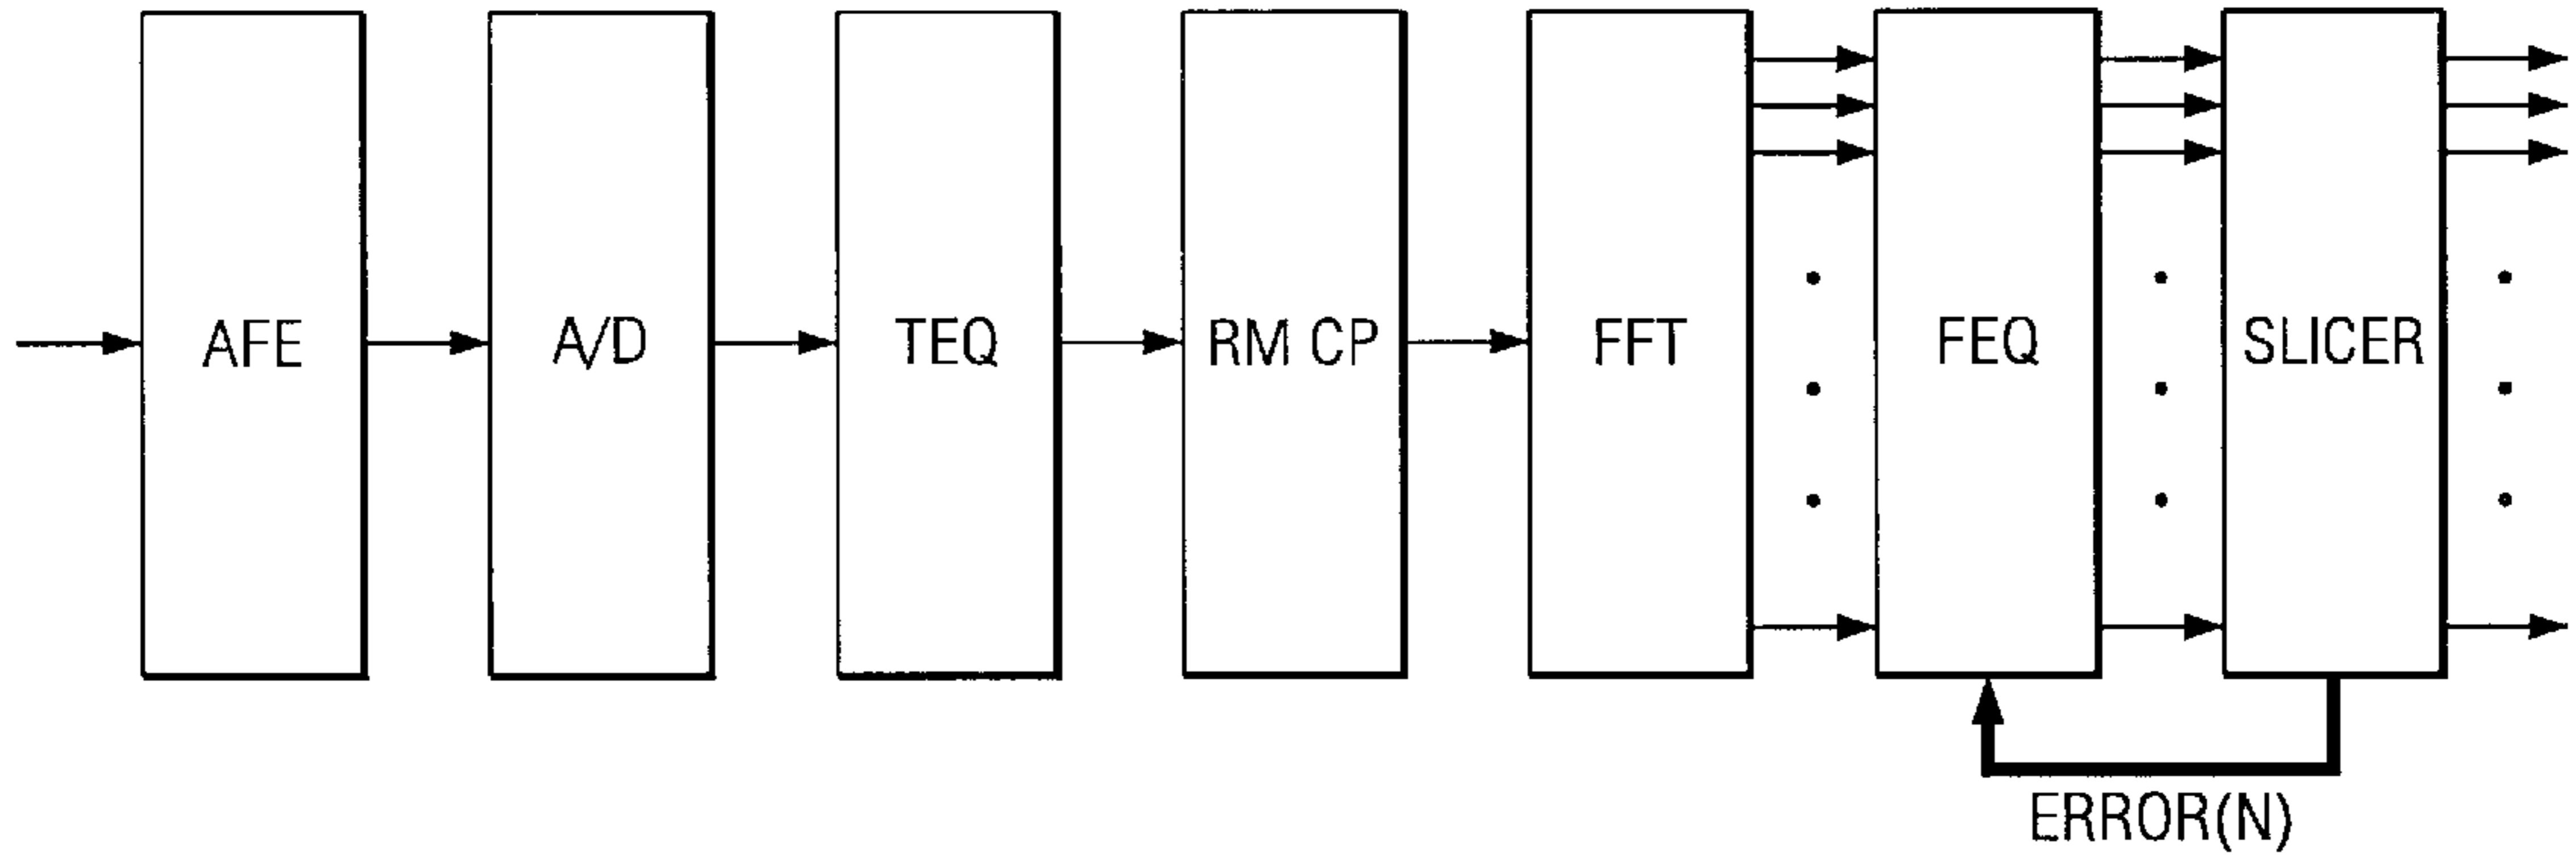 AFE
A/D
TEQ
RM CP
FFT
FEQ
SLICER
ERROR(N)